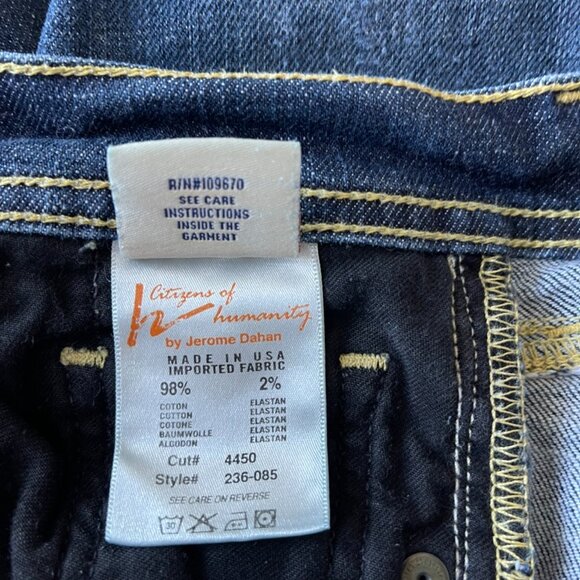 R/N#109670
SEE CARE
INSTRUCTIONS
INSIDE THE
GARMENT
Citizens of
humanity
by Jerome Dahan
MADE IN USA
IMPORTED FABRIC
98% 2%
COTON ELASTAN
CUTTON ELASTAN
COTONE ELASTAN
BAUMWOLLE ELASTAN
ALGODON ELASTAN
Cut# 4450
Style# 236-085
SEE CARE ON REVERSE
30